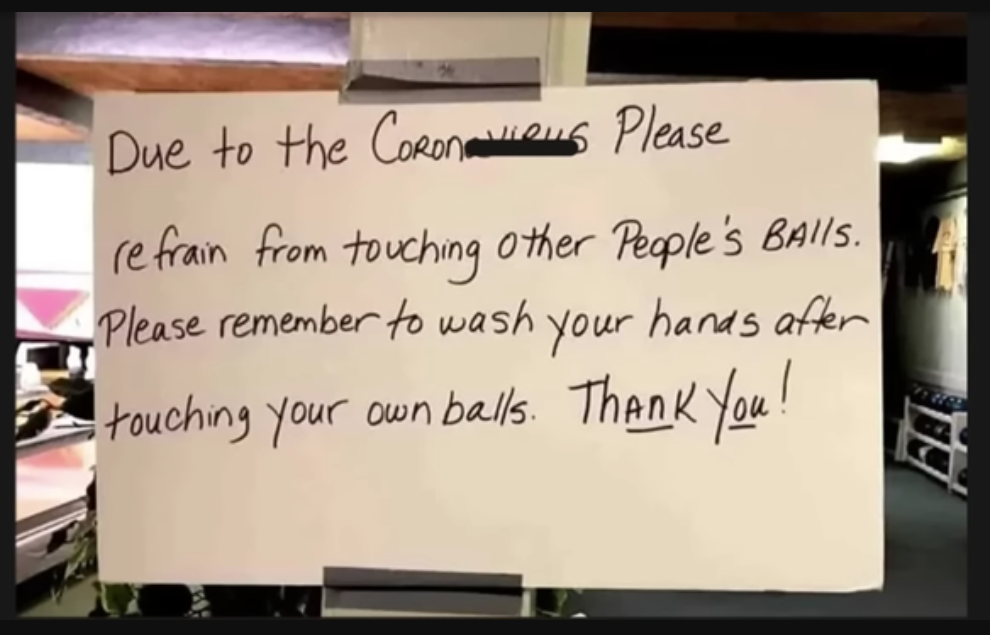 Due to the Coronavirus Please
refrain from touching other People's BAlls.
Please remember to wash your hands after
touching your own balls. ThAnk You!